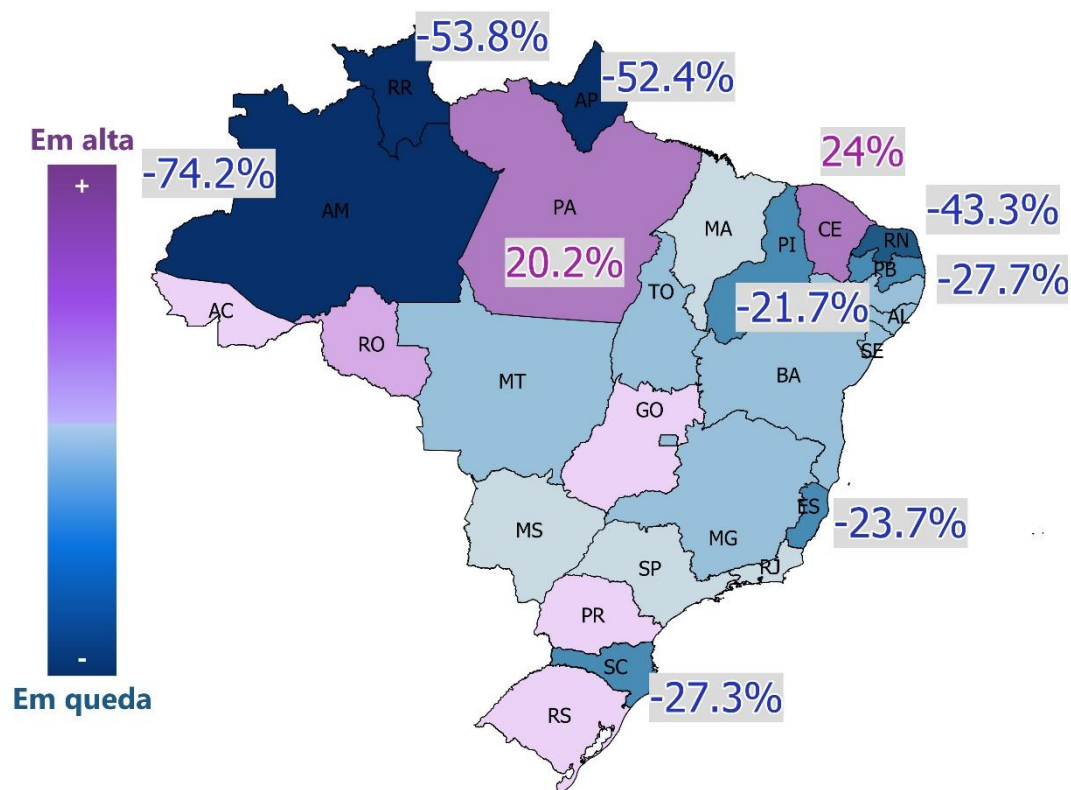 -53.8%
RR
AP
-52.4%
Em alta
+
-74.2%
24%
AM
PA
MA
PI
CE
-43.3%
RN
PB
20.2%
TO
-27.7%
-21.7%
AC
RO
AL
SE
MT
BA
GO
ES
-23.7%
MS
MG
SP
RJ
PR
-
Em queda
SC
-27.3%
RS